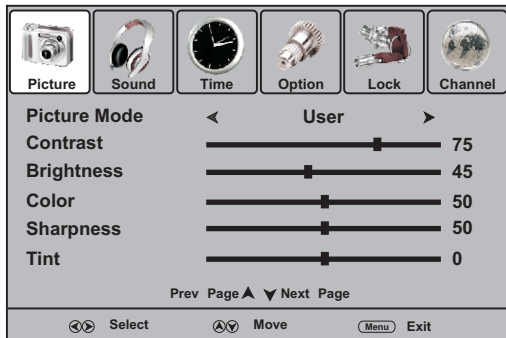 Picture Sound Time Option Lock Channel
Picture Mode User
Contrast 75
Brightness 45
Color 50
Sharpness 50
Tint 0
Prev Page Next Page
Select Move Menu Exit